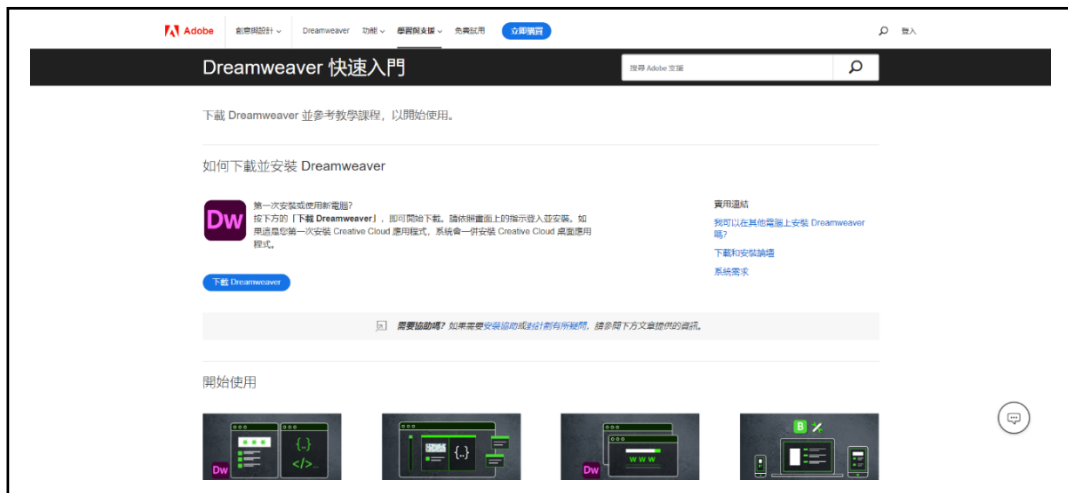 Adobe 創意與設計 Dreamweaver 功能 學習與支援 免費試用 立即購買 登入
Dreamweaver 快速入門 搜尋 Adobe 支援
下載 Dreamweaver 並參考教學課程，以開始使用。
如何下載並安裝 Dreamweaver
Dw
第一次安裝或使用新電腦?
按下方的「下載 Dreamweaver」，即可開始下載。請依照畫面上的指示登入並安裝。如
果這是您第一次安裝 Creative Cloud 應用程式，系統會一併安裝 Creative Cloud 桌面應用
程式。
下載 Dreamweaver
實用連結
我可以在其他電腦上安裝 Dreamweaver
嗎?
下載和安裝論壇
系統需求
需要協助嗎? 如果需要安裝協助或對計劃有所疑問，請參閱下方文章提供的資訊。
開始使用
{..}
</>..
Dw
{..}
WWW
Dw
B